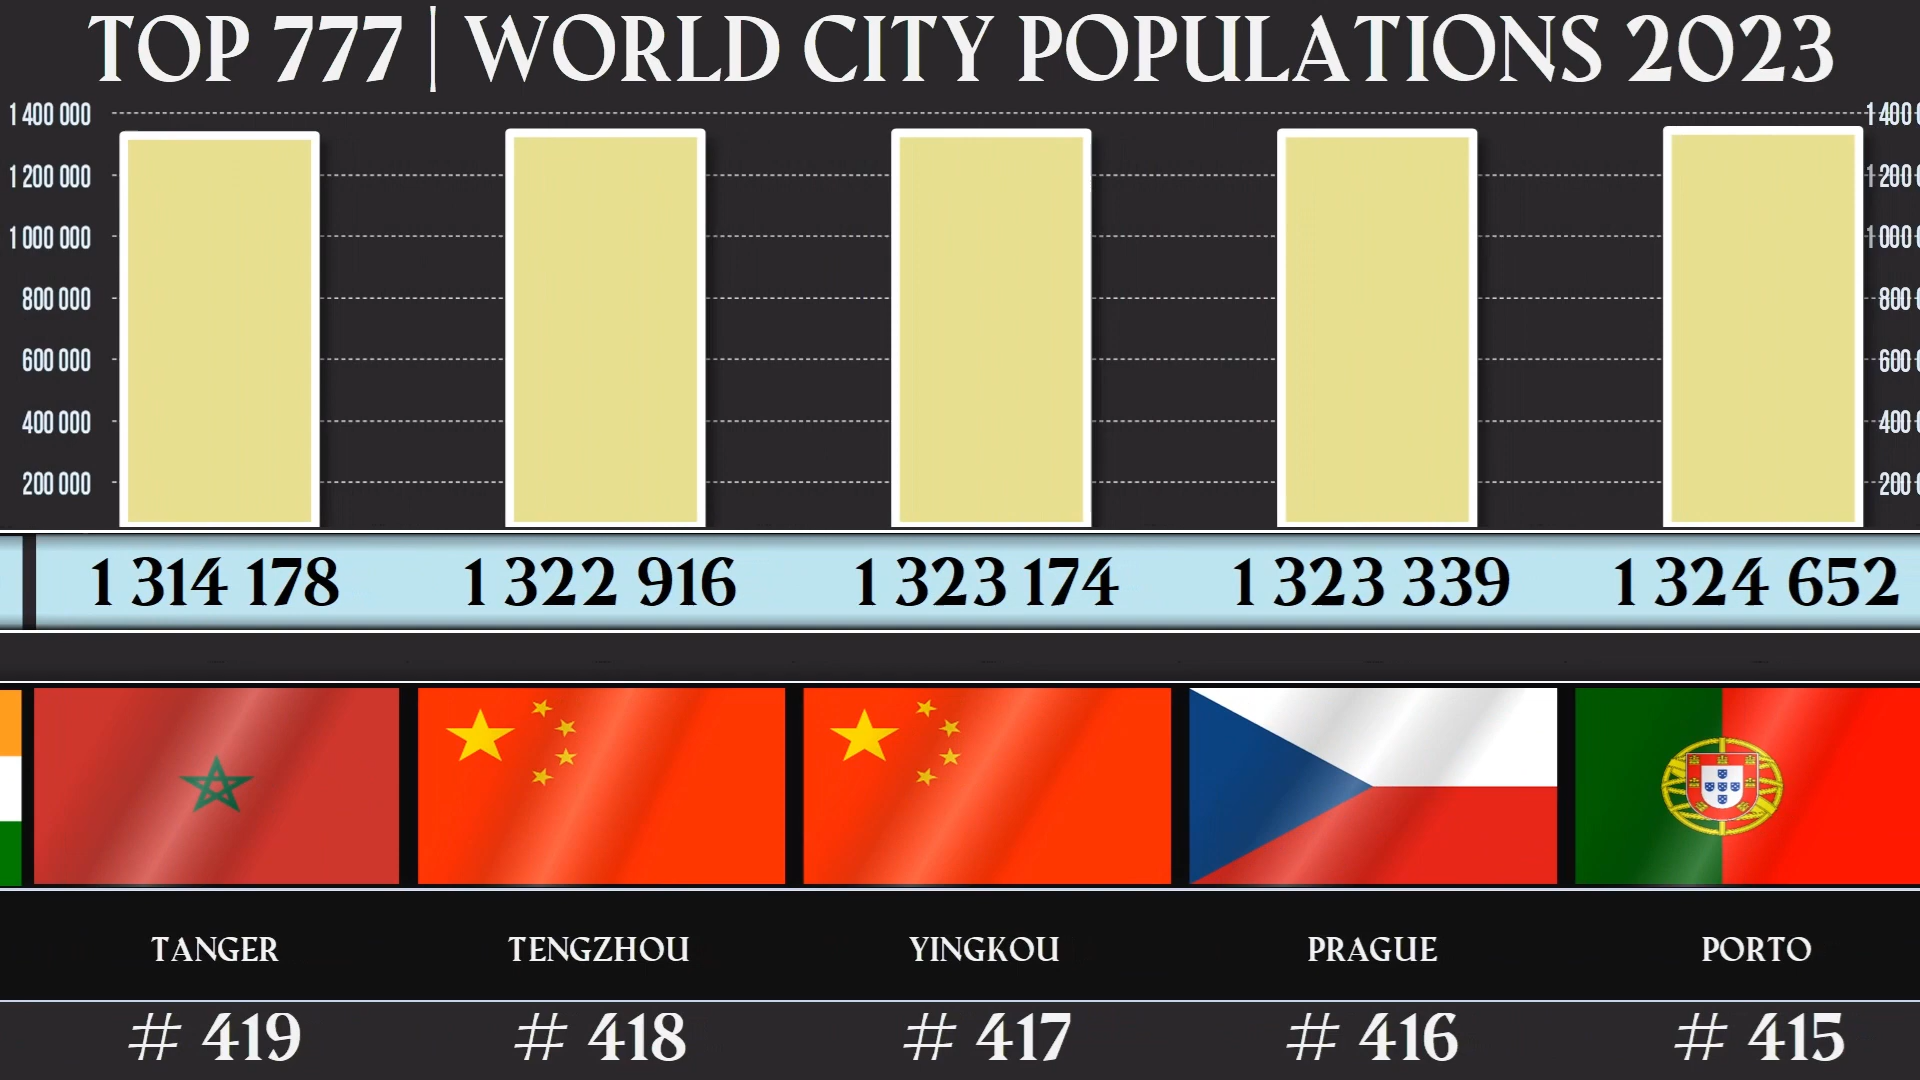 TOP 777 | WORLD CITY POPULATIONS 2023
1 400 000
1 200 000
1 000 000
800 000
600 000
400 000
200 000
1 314 178 1 322 916 1 323 174 1 323 339 1 324 652
TANGER TENGZHOU YINGKOU PRAGUE PORTO
# 419 # 418 # 417 # 416 # 415